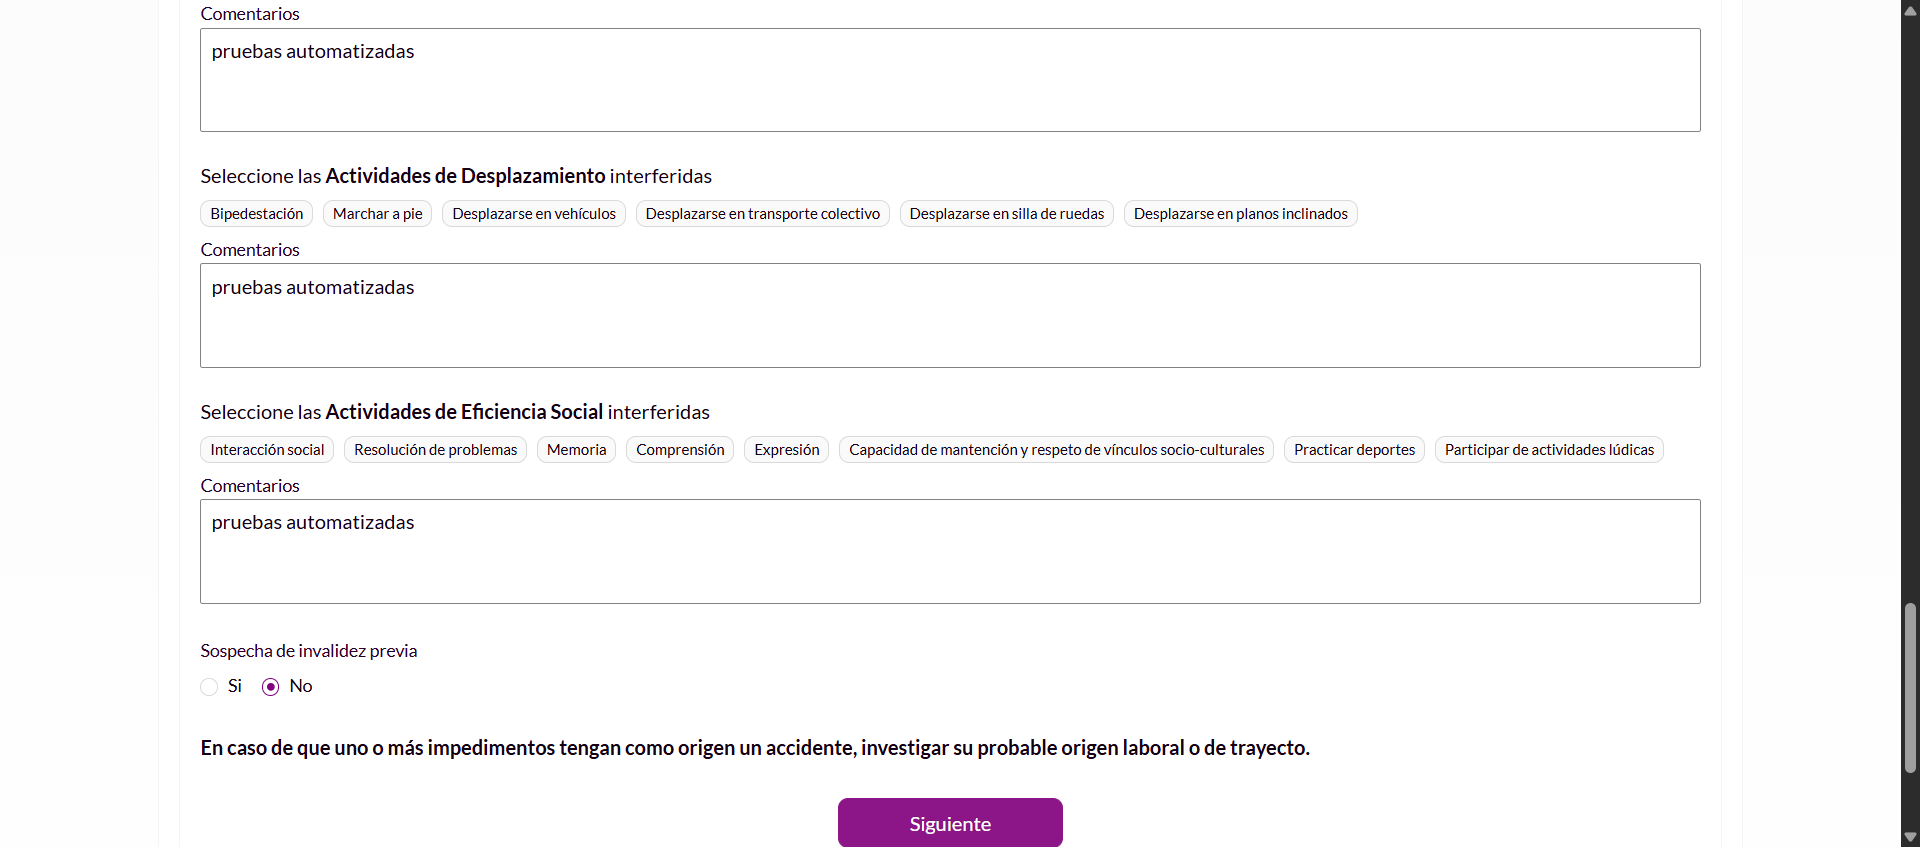 Comentarios
pruebas automatizadas
Seleccione las Actividades de Desplazamiento interferidas
Bipedestación Marchar a pie Desplazarse en vehículos Desplazarse en transporte colectivo Desplazarse en silla de ruedas Desplazarse en planos inclinados
Comentarios
pruebas automatizadas
Seleccione las Actividades de Eficiencia Social interferidas
Interacción social Resolución de problemas Memoria Comprensión Expresión Capacidad de mantención y respeto de vínculos socio-culturales Practicar deportes Participar de actividades lúdicas
Comentarios
pruebas automatizadas
Sospecha de invalidez previa
Si No
En caso de que uno o más impedimentos tengan como origen un accidente, investigar su probable origen laboral o de trayecto.
Siguiente